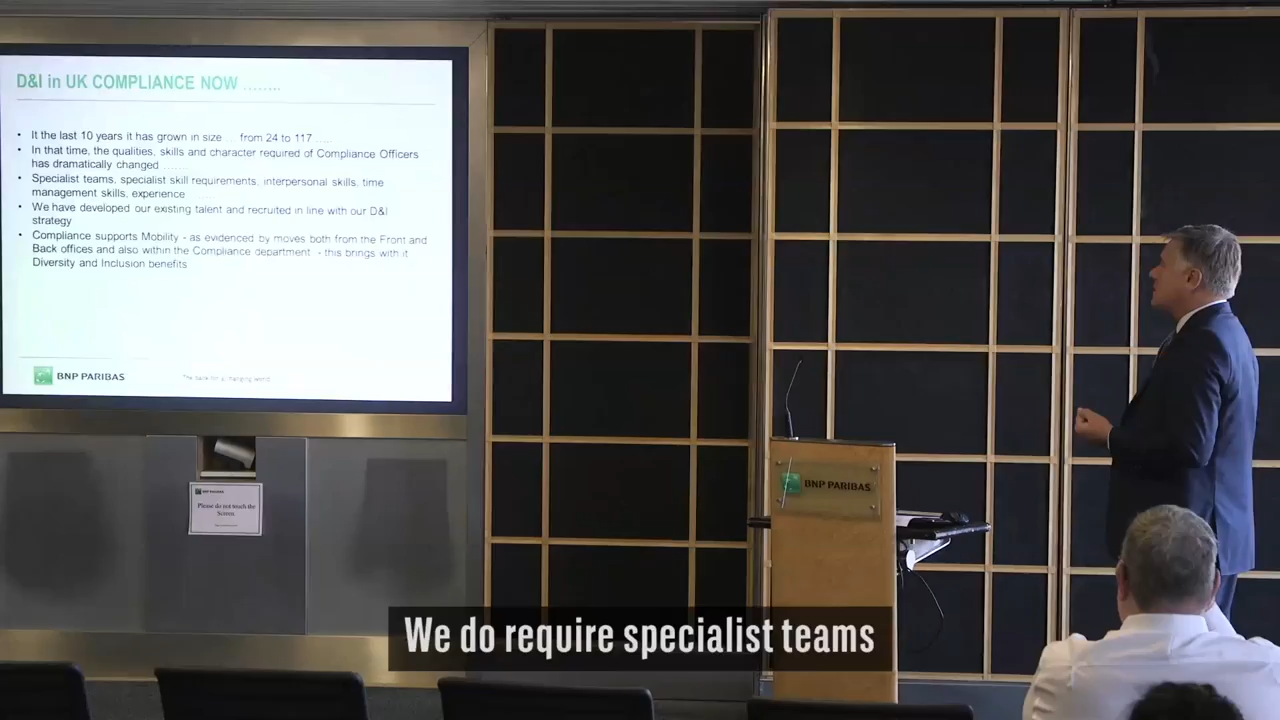 D&I in UK COMPLIANCE NOW ........
• It the last 10 years it has grown in size ... from 24 to 117 ....
• In that time, the qualities, skills and character required of Compliance Officers
has dramatically changed .......
• Specialist teams, specialist skill requirements, interpersonal skills, time
management skills, experience .....
• We have developed our existing talent and recruited in line with our D&I
strategy
• Compliance supports Mobility - as evidenced by moves both from the Front and
Back offices and also within the Compliance department - this brings with it
Diversity and Inclusion benefits
BNP PARIBAS
The bank for a changing world
BNP PARIBAS
Please do not touch the
Screen.
BNP PARIBAS
We do require specialist teams